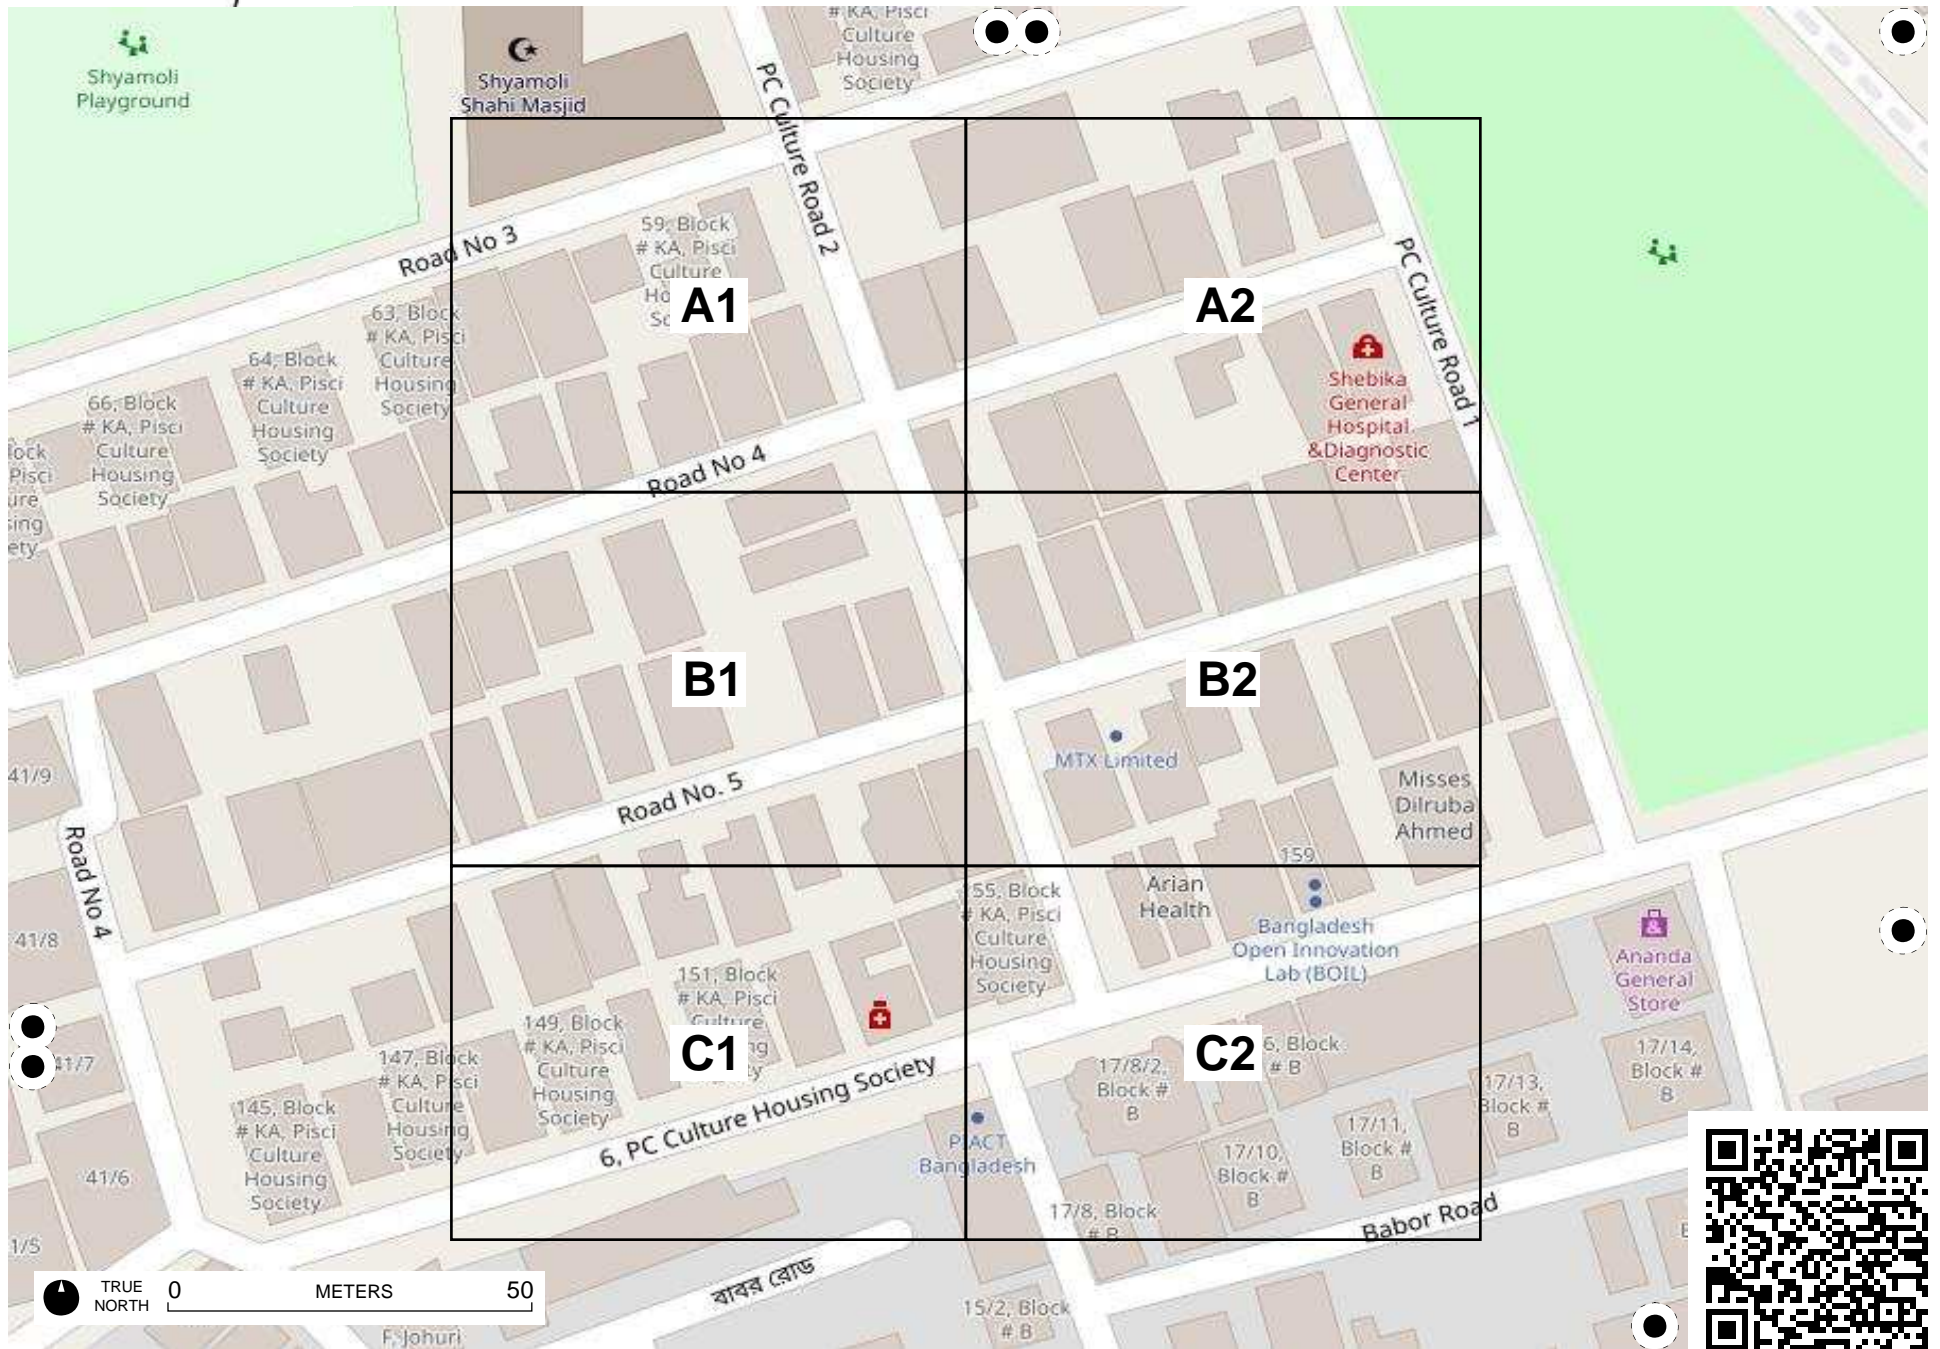 Shyamoli
Playground
Shyamoli
Shahi Masjid
# KA, Pisci
Culture
Housing
Society
PC Culture Road 2
Road No 3
59, Block
# KA, Pisci
Culture
A1
A2
PC Culture Road 1
63, Block
# KA, Pisci
Culture
Housing
Society
64, Block
# KA, Pisci
Culture
Housing
Society
66, Block
# KA, Pisci
Culture
Housing
Society
Pisci
Shebika
General
Hospital
&Diagnostic
Center
Road No 4
B1
B2
MTX Limited
Misses
Dilruba
Ahmed
41/9
Road No. 5
Road No 4
159
Arian
Health
Bangladesh
Open Innovation
Lab (BOIL)
55, Block
# KA, Pisci
Culture
Housing
Society
Ananda
General
Store
41/8
151, Block
# KA, Pisci
Culture
149, Block
# KA, Pisci
Culture
Housing
Society
C1
C2
6, Block
# B
41/7
147, Block
# KA, Pisci
Culture
Housing
Society
145, Block
# KA, Pisci
Culture
Housing
Society
6, PC Culture Housing Society
17/8/2,
Block #
B
17/14,
Block #
B
17/13,
Block #
B
17/11,
Block #
B
17/10,
Block #
B
PIACT
Bangladesh
41/6
17/8, Block
# B
Babor Road
1/5
বাবর রোড
15/2, Block
# B
TRUE
NORTH
0 METERS 50
F, Johuri